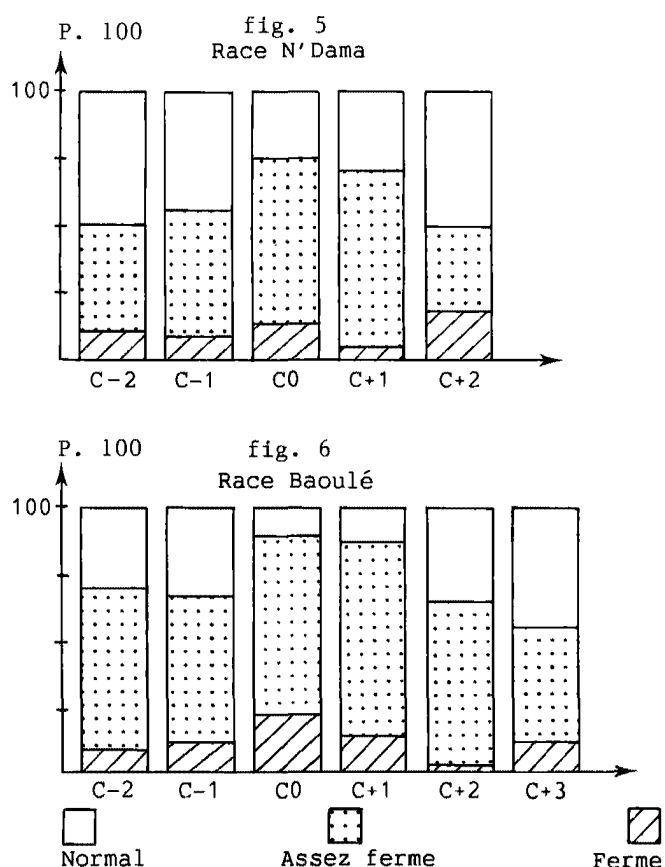 P. 100 fig. 5
Race N'Dama
100
C-2 C-1 C0 C+1 C+2
P. 100 fig. 6
Race Baoulé
100
C-2 C-1 C0 C+1 C+2 C+3
Normal Assez ferme Ferme